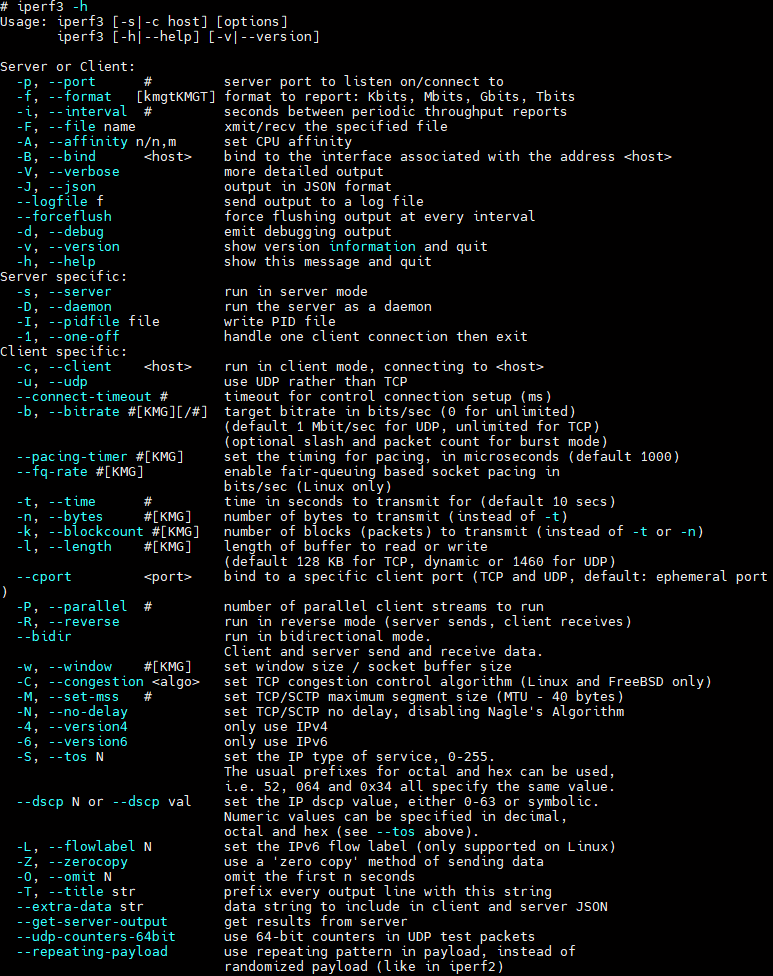 # iperf3 -h
Usage: iperf3 [-s|-c host] [options]
       iperf3 [-h|--help] [-v|--version]

Server or Client:
  -p, --port      #         server port to listen on/connect to
  -f, --format   [kmgtKMGT] format to report: Kbits, Mbits, Gbits, Tbits
  -i, --interval  #         seconds between periodic throughput reports
  -F, --file name           xmit/recv the specified file
  -A, --affinity n/n,m      set CPU affinity
  -B, --bind      <host>    bind to the interface associated with the address <host>
  -V, --verbose             more detailed output
  -J, --json                output in JSON format
  --logfile f               send output to a log file
  --forceflush              force flushing output at every interval
  -d, --debug               emit debugging output
  -v, --version             show version information and quit
  -h, --help                show this message and quit
Server specific:
  -s, --server              run in server mode
  -D, --daemon              run the server as a daemon
  -I, --pidfile file        write PID file
  -1, --one-off             handle one client connection then exit
Client specific:
  -c, --client    <host>    run in client mode, connecting to <host>
  -u, --udp                 use UDP rather than TCP
  --connect-timeout #       timeout for control connection setup (ms)
  -b, --bitrate #[KMG][/#]  target bitrate in bits/sec (0 for unlimited)
                            (default 1 Mbit/sec for UDP, unlimited for TCP)
                            (optional slash and packet count for burst mode)
  --pacing-timer #[KMG]     set the timing for pacing, in microseconds (default 1000)
  --fq-rate #[KMG]          enable fair-queuing based socket pacing in
                            bits/sec (Linux only)
  -t, --time      #         time in seconds to transmit for (default 10 secs)
  -n, --bytes     #[KMG]    number of bytes to transmit (instead of -t)
  -k, --blockcount #[KMG]   number of blocks (packets) to transmit (instead of -t or -n)
  -l, --length    #[KMG]    length of buffer to read or write
                            (default 128 KB for TCP, dynamic or 1460 for UDP)
  --cport         <port>    bind to a specific client port (TCP and UDP, default: ephemeral port
)
  -P, --parallel  #         number of parallel client streams to run
  -R, --reverse             run in reverse mode (server sends, client receives)
  --bidir                   run in bidirectional mode.
                            Client and server send and receive data.
  -w, --window    #[KMG]    set window size / socket buffer size
  -C, --congestion <algo>   set TCP congestion control algorithm (Linux and FreeBSD only)
  -M, --set-mss   #         set TCP/SCTP maximum segment size (MTU - 40 bytes)
  -N, --no-delay            set TCP/SCTP no delay, disabling Nagle's Algorithm
  -4, --version4            only use IPv4
  -6, --version6            only use IPv6
  -S, --tos N               set the IP type of service, 0-255.
                            The usual prefixes for octal and hex can be used,
                            i.e. 52, 064 and 0x34 all specify the same value.
  --dscp N or --dscp val    set the IP dscp value, either 0-63 or symbolic.
                            Numeric values can be specified in decimal,
                            octal and hex (see --tos above).
  -L, --flowlabel N         set the IPv6 flow label (only supported on Linux)
  -Z, --zerocopy            use a 'zero copy' method of sending data
  -O, --omit N              omit the first n seconds
  -T, --title str           prefix every output line with this string
  --extra-data str          data string to include in client and server JSON
  --get-server-output       get results from server
  --udp-counters-64bit      use 64-bit counters in UDP test packets
  --repeating-payload       use repeating pattern in payload, instead of
                            randomized payload (like in iperf2)